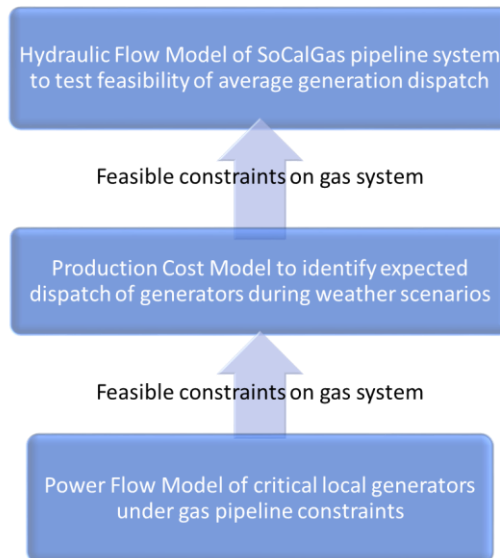 Hydraulic Flow Model of SoCalGas pipeline system
to test feasibility of average generation dispatch
Feasible constraints on gas system
Production Cost Model to identify expected
dispatch of generators during weather scenarios
Feasible constraints on gas system
Power Flow Model of critical local generators
under gas pipeline constraints